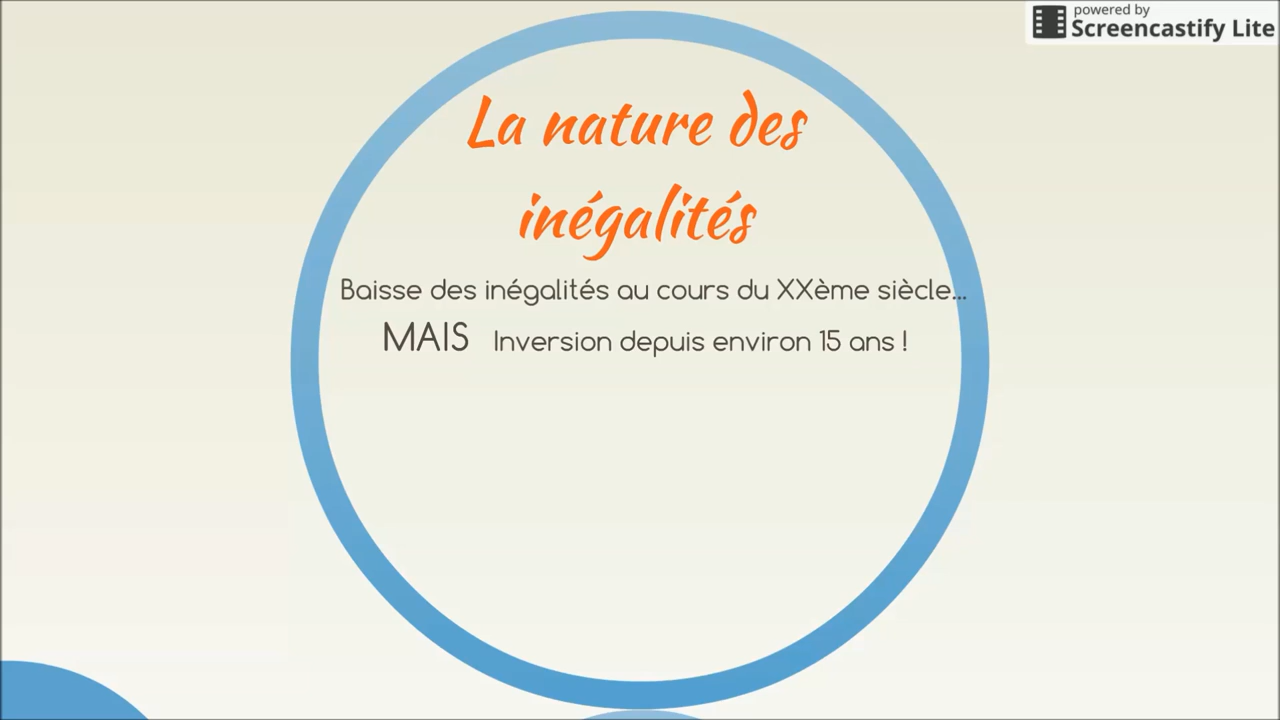 powered by
Screencastify Lite
La nature des
inégalités
Baisse des inégalités au cours du XXème siècle...
MAIS Inversion depuis environ 15 ans !